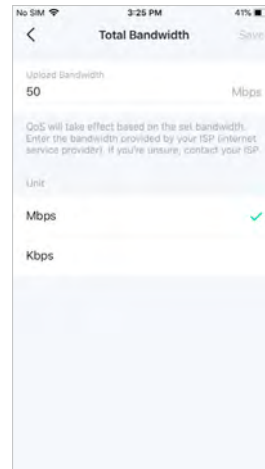 No SIM 3:25 PM 41%
Total Bandwidth Save
Upload Bandwidth
50 Mbps
QoS will take effect based on the set bandwidth.
Enter the bandwidth provided by your ISP (internet
service provider). If you're unsure, contact your ISP.
Unit
Mbps
Kbps